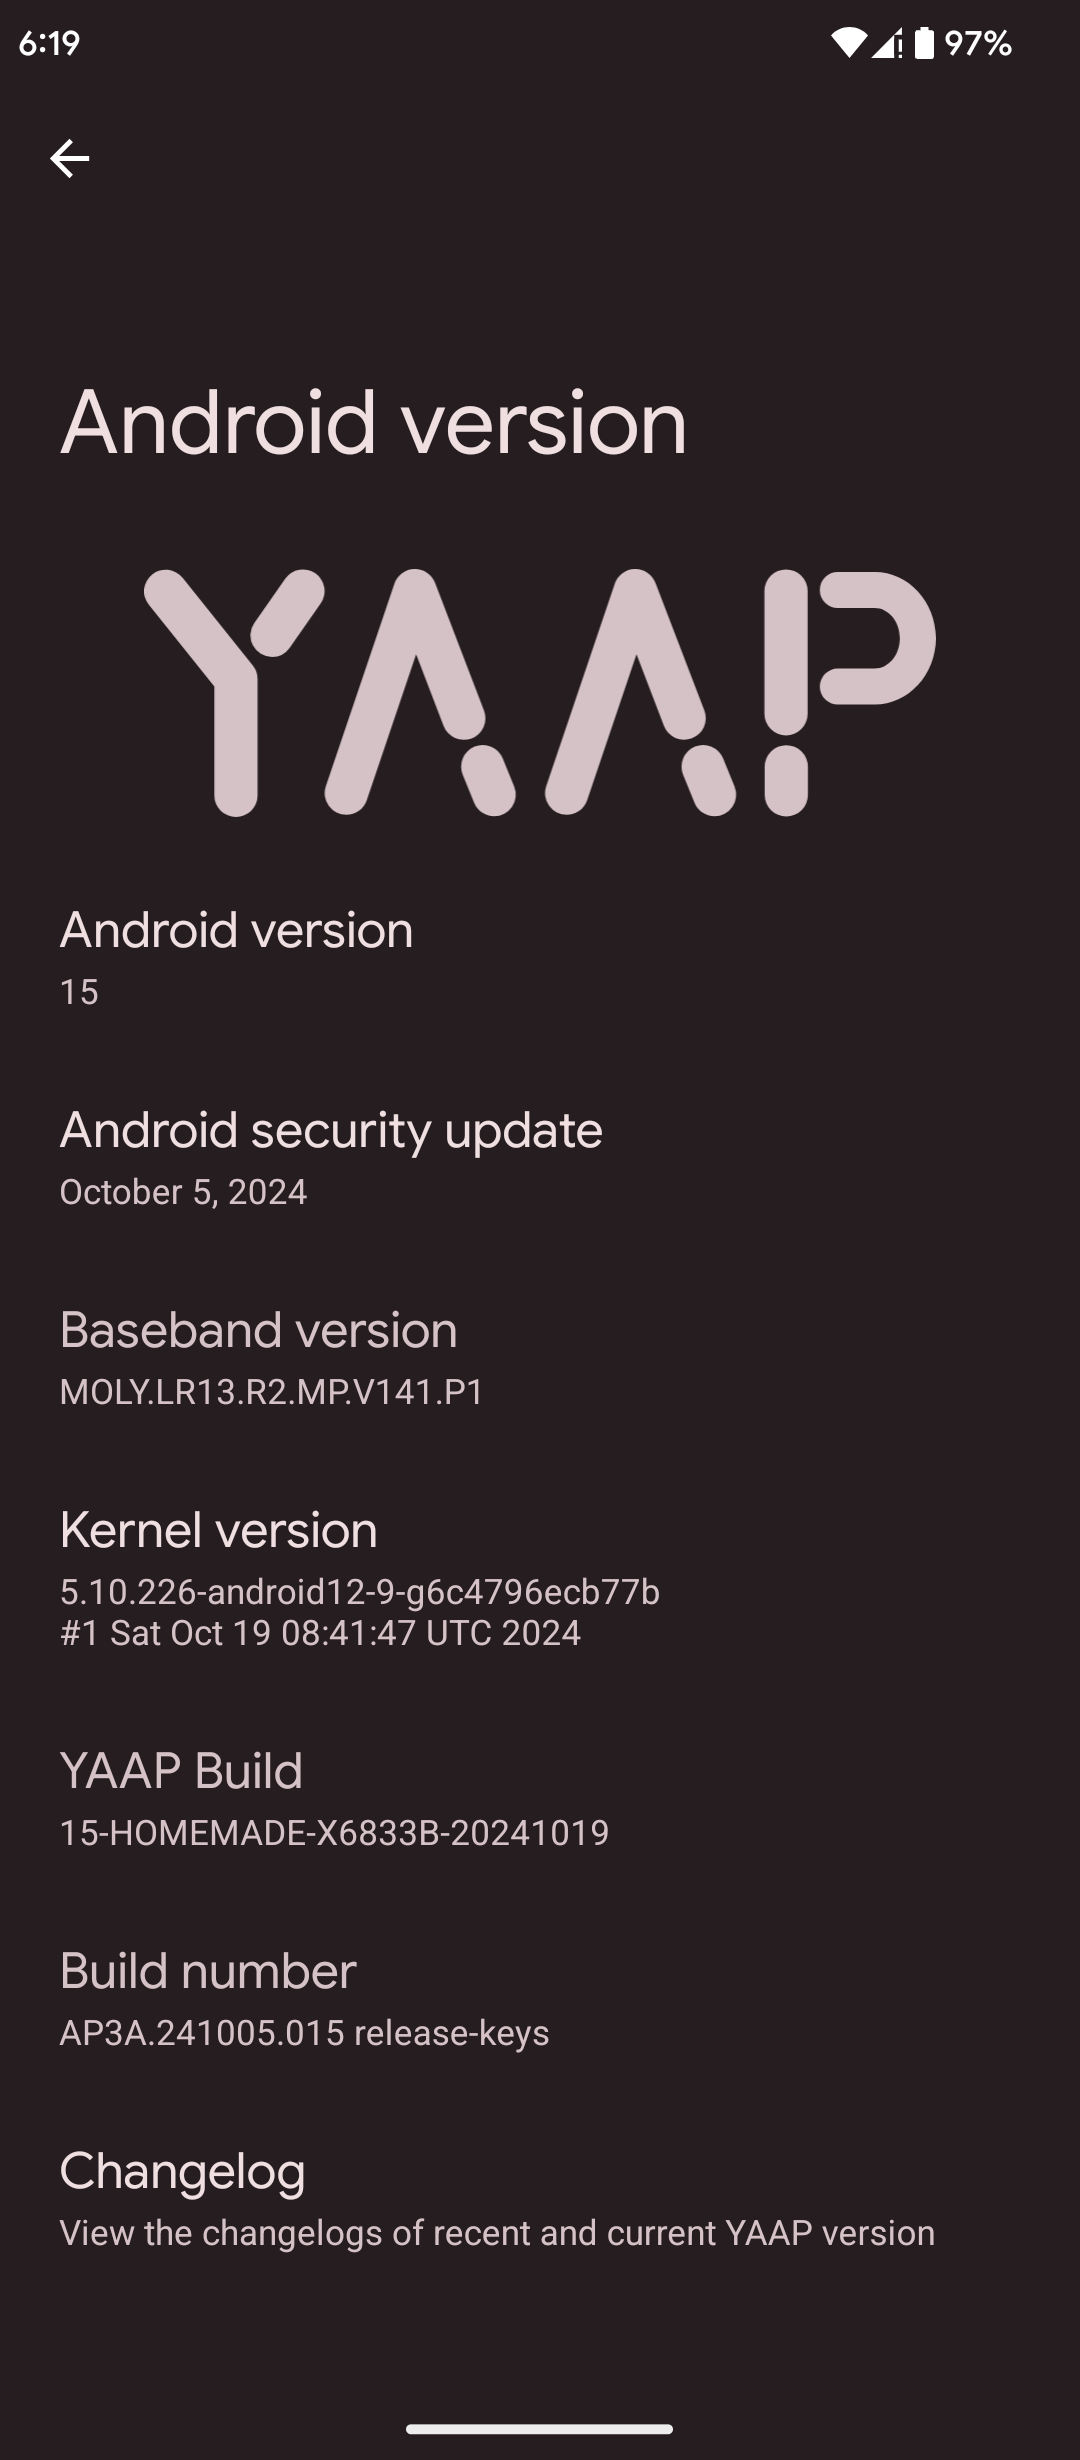 6:19 97%
Android version
YAAP
Android version
15
Android security update
October 5, 2024
Baseband version
MOLY.LR13.R2.MP.V141.P1
Kernel version
5.10.226-android12-9-g6c4796ecb77b
#1 Sat Oct 19 08:41:47 UTC 2024
YAAP Build
15-HOMEMADE-X6833B-20241019
Build number
AP3A.241005.015 release-keys
Changelog
View the changelogs of recent and current YAAP version